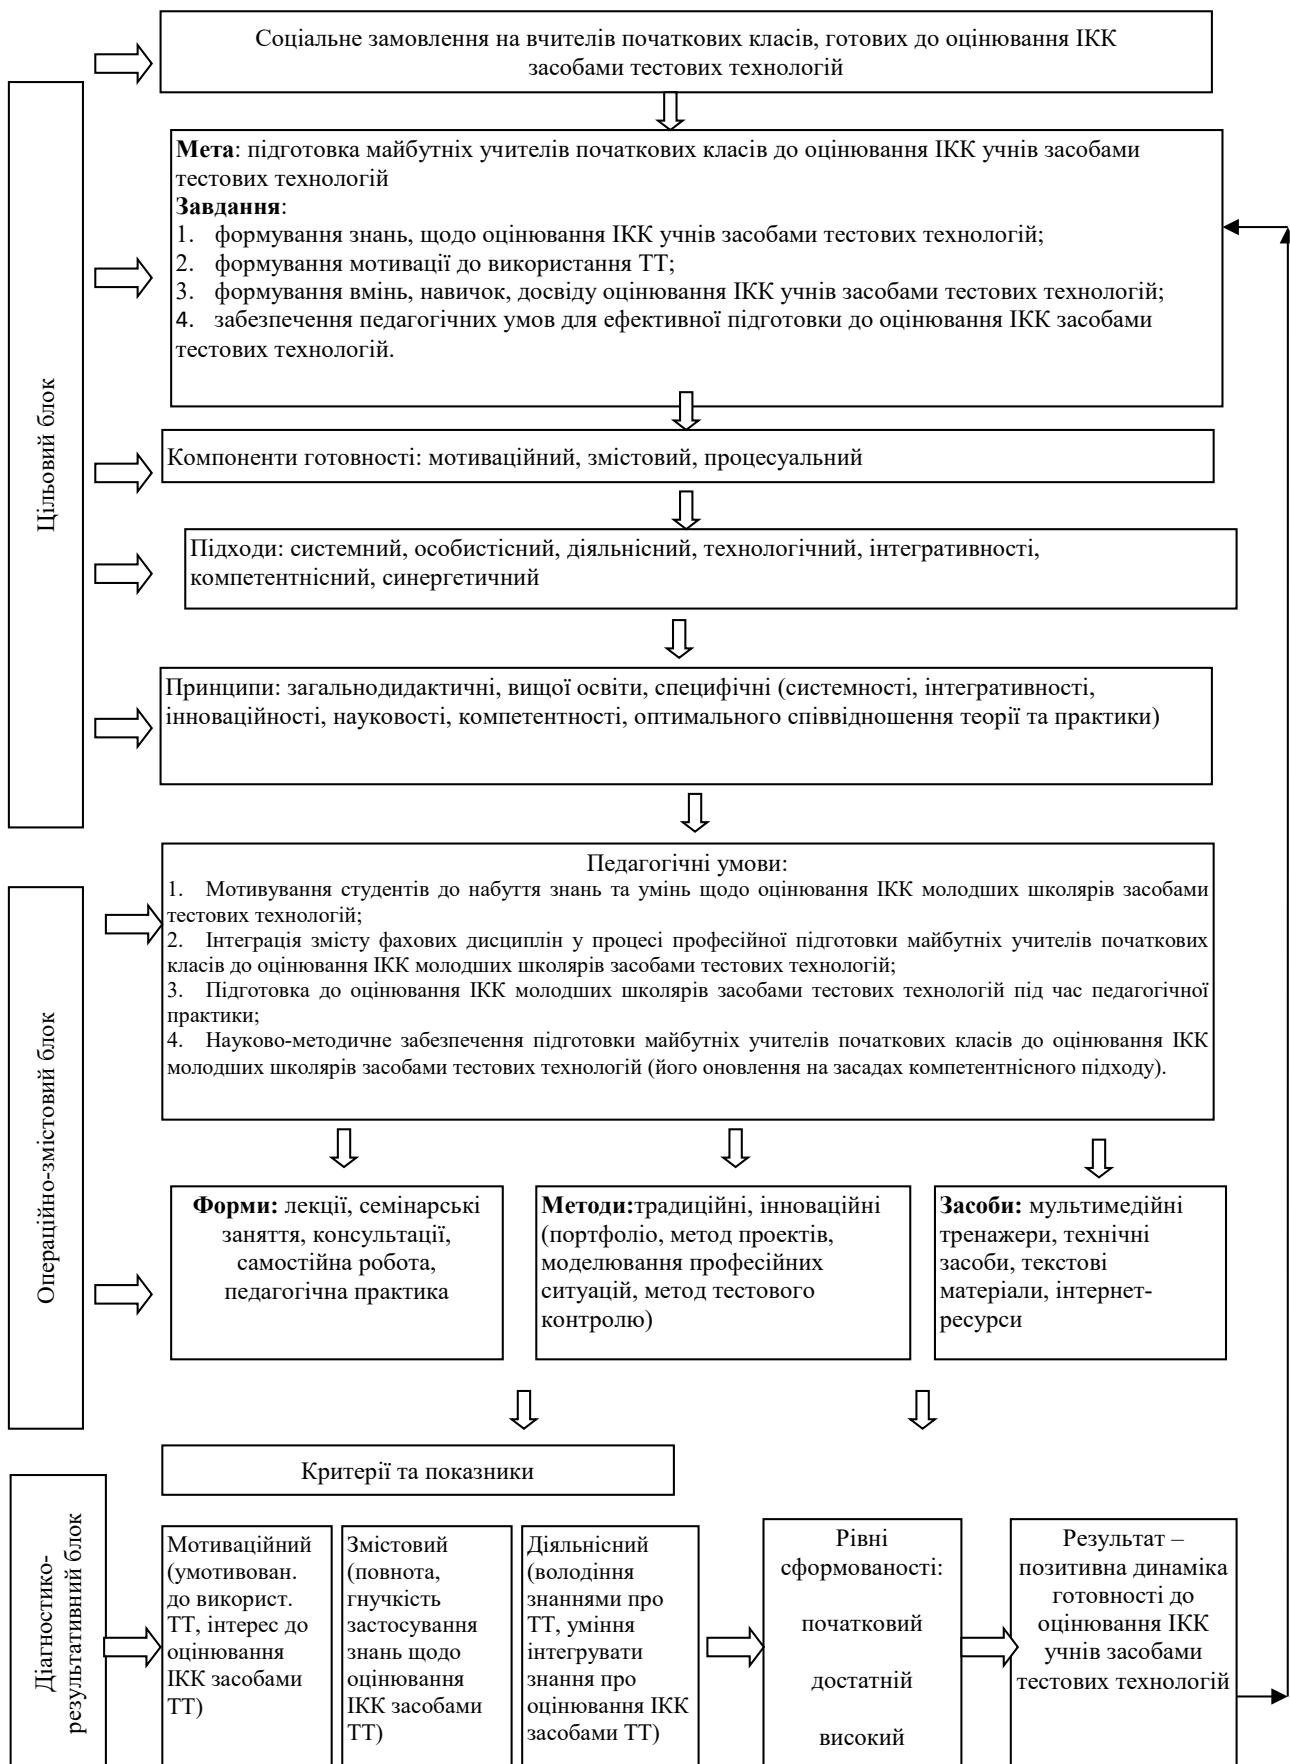 Соціальне замовлення на вчителів початкових класів, готових до оцінювання ІКК
засобами тестових технологій
Цільовий блок
Мета: підготовка майбутніх учителів початкових класів до оцінювання ІКК учнів засобами
тестових технологій
Завдання:
1. формування знань, щодо оцінювання ІКК учнів засобами тестових технологій;
2. формування мотивації до використання ТТ;
3. формування вмінь, навичок, досвіду оцінювання ІКК учнів засобами тестових технологій;
4. забезпечення педагогічних умов для ефективної підготовки до оцінювання ІКК засобами
тестових технологій.
Компоненти готовності: мотиваційний, змістовий, процесуальний
Підходи: системний, особистісний, діяльнісний, технологічний, інтегративності,
компетентнісний, синергетичний
Принципи: загальнодидактичні, вищої освіти, специфічні (системності, інтегративності,
інноваційності, науковості, компетентності, оптимального співвідношення теорії та практики)
Операційно-змістовий блок
Педагогічні умови:
1. Мотивування студентів до набуття знань та умінь щодо оцінювання ІКК молодших школярів засобами
тестових технологій;
2. Інтеграція змісту фахових дисциплін у процесі професійної підготовки майбутніх учителів початкових
класів до оцінювання ІКК молодших школярів засобами тестових технологій;
3. Підготовка до оцінювання ІКК молодших школярів засобами тестових технологій під час педагогічної
практики;
4. Науково-методичне забезпечення підготовки майбутніх учителів початкових класів до оцінювання ІКК
молодших школярів засобами тестових технологій (його оновлення на засадах компетентнісного підходу).
Форми: лекції, семінарські
заняття, консультації,
самостійна робота,
педагогічна практика
Методи:традиційні, інноваційні
(портфоліо, метод проектів,
моделювання професійних
ситуацій, метод тестового
контролю)
Засоби: мультимедійні
тренажери, технічні
засоби, текстові
матеріали, інтернет-
ресурси
Діагностико-
результативний блок
Критерії та показники
Мотиваційний
(умотивован.
до використ.
ТТ, інтерес до
оцінювання
ІКК засобами
ТТ)
Змістовий
(повнота,
гнучкість
застосування
знань щодо
оцінювання
ІКК засобами
ТТ)
Діяльнісний
(володіння
знаннями про
ТТ, уміння
інтегрувати
знання про
оцінювання ІКК
засобами ТТ)
Рівні
сформованості:
початковий
достатній
високий
Результат –
позитивна динаміка
готовності до
оцінювання ІКК
учнів засобами
тестових технологій